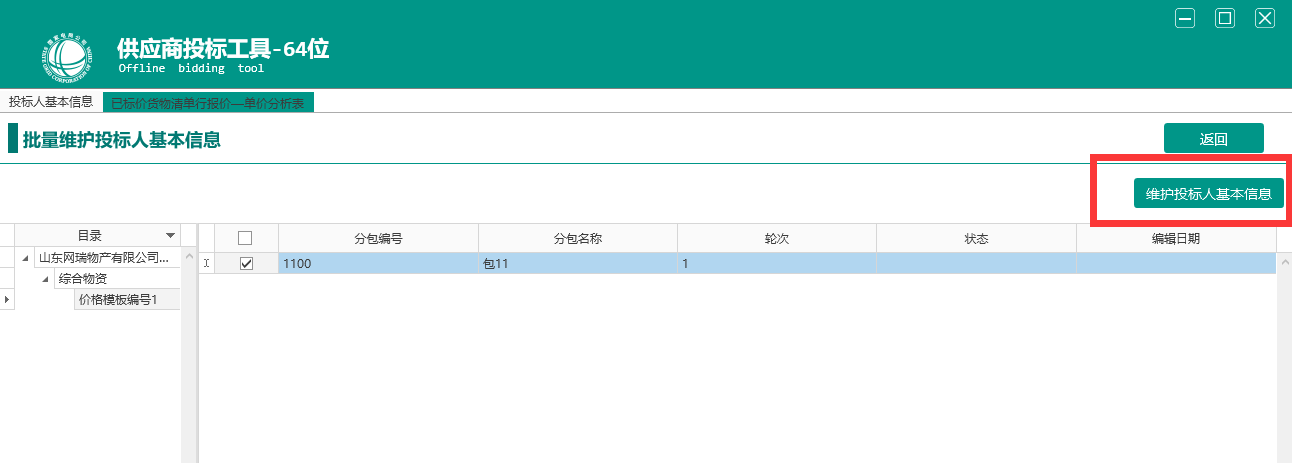 供应商投标工具-64位
Offline bidding tool
投标人基本信息 已标价货物清单行报价—单价分析表
批量维护投标人基本信息
返回
维护投标人基本信息
目录 分包编号 分包名称 轮次 状态 编辑日期
山东网瑞物产有限公司... 1100 包11 1
综合物资
价格模板编号1